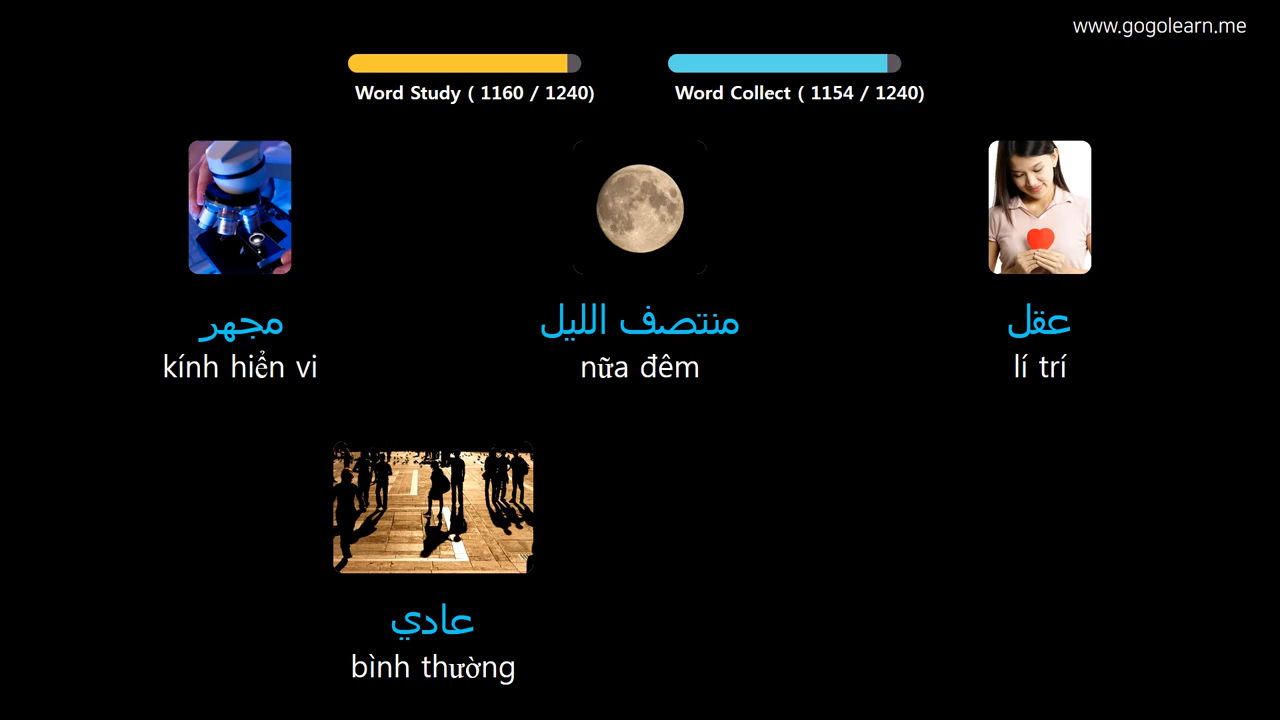 www.gogolearn.me
Word Study ( 1160 / 1240)
Word Collect ( 1154 / 1240)
مجهر
kính hiển vi
منتصف الليل
nữa đêm
عقل
lí trí
عادي
bình thường